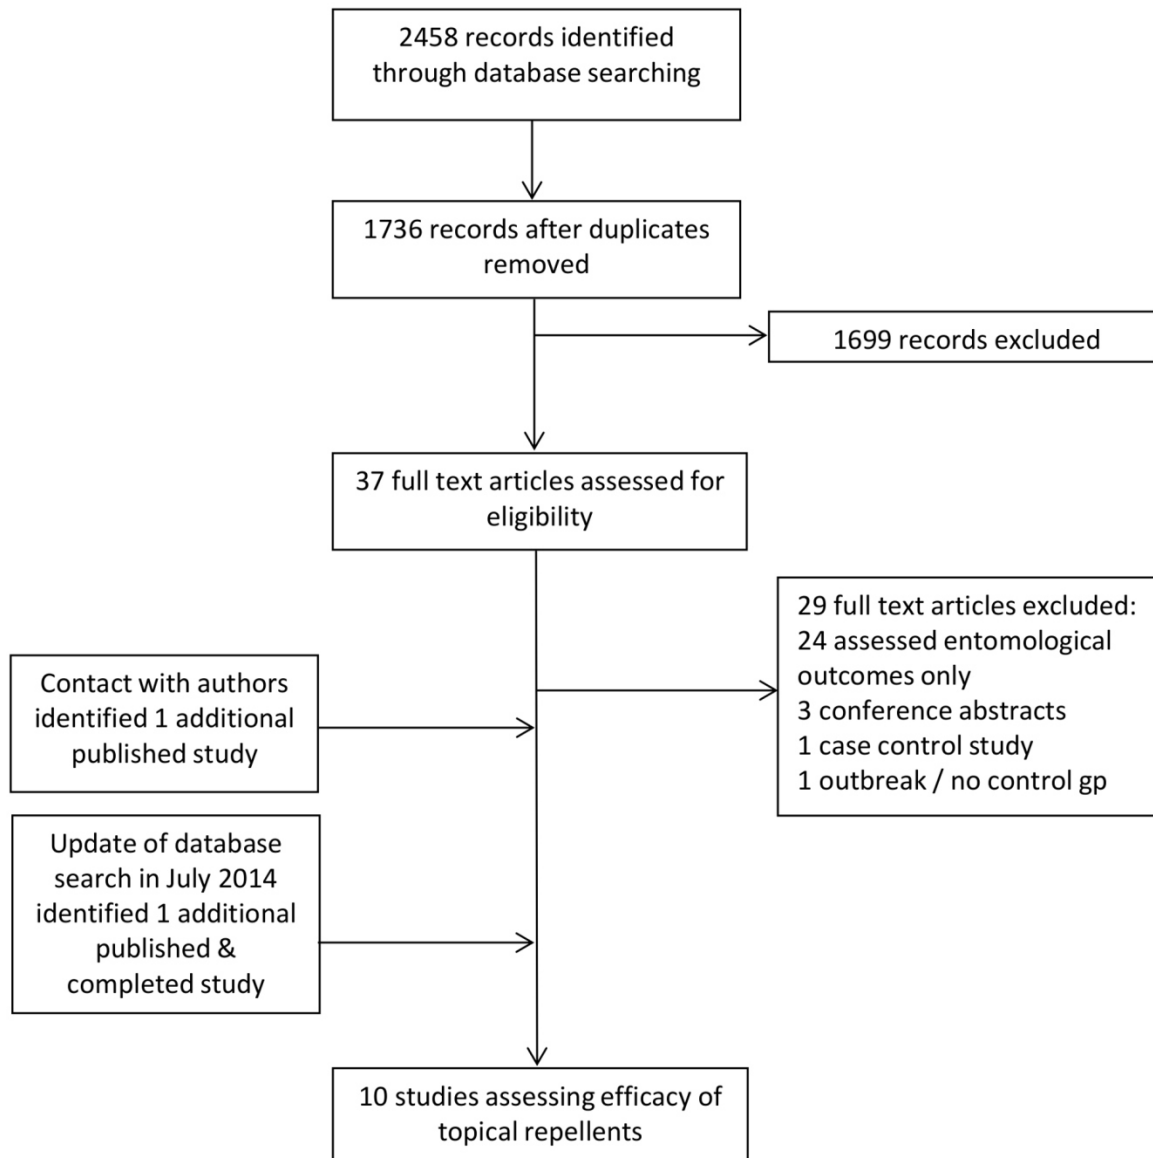 2458 records identified
through database searching
1736 records after duplicates
removed
1699 records excluded
37 full text articles assessed for
eligibility
29 full text articles excluded:
24 assessed entomological
outcomes only
3 conference abstracts
1 case control study
1 outbreak / no control gp
Contact with authors
identified 1 additional
published study
Update of database
search in July 2014
identified 1 additional
published &
completed study
10 studies assessing efficacy of
topical repellents